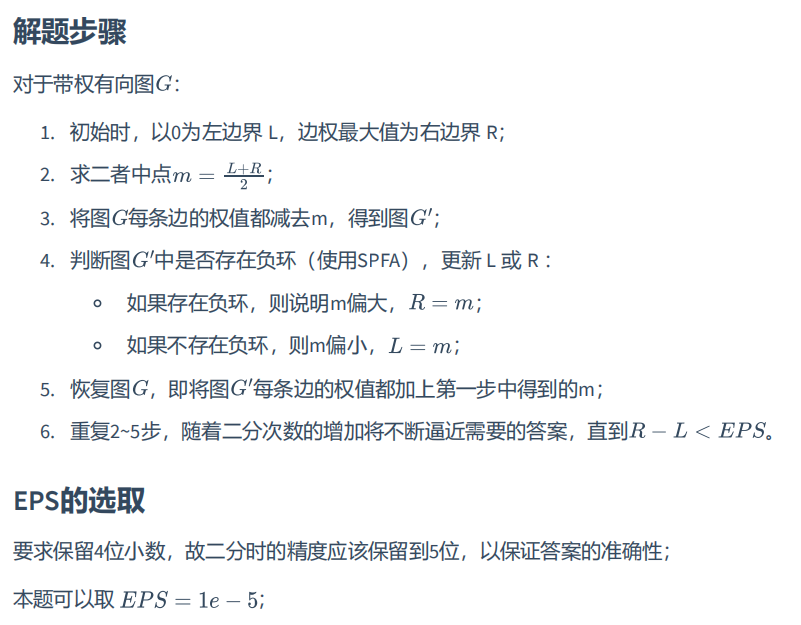 解题步骤
对于带权有向图G：
1. 初始时，以0为左边界 L，边权最大值为右边界 R；
2. 求二者中点m = \frac{L+R}{2}；
3. 将图G每条边的权值都减去m，得到图G′；
4. 判断图G′中是否存在负环（使用SPFA），更新 L 或 R：
◦ 如果存在负环，则说明m偏大，R = m；
◦ 如果不存在负环，则m偏小，L = m；
5. 恢复图G，即将图G′每条边的权值都加上第一步中得到的m；
6. 重复2~5步，随着二分次数的增加将不断逼近需要的答案，直到R − L < EPS。
EPS的选取
要求保留4位小数，故二分时的精度应该保留到5位，以保证答案的准确性；
本题可以取 EPS = 1e − 5；